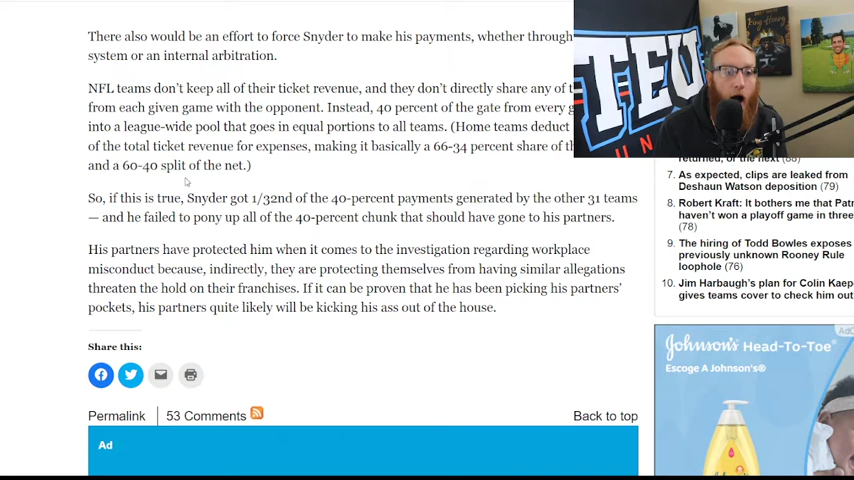 There also would be an effort to force Snyder to make his payments, whether through
system or an internal arbitration.
NFL teams don't keep all of their ticket revenue, and they don't directly share any of
from each given game with the opponent. Instead, 40 percent of the gate from every
into a league-wide pool that goes in equal portions to all teams. (Home teams deduct
of the total ticket revenue for expenses, making it basically a 66-34 percent share of
and a 60-40 split of the net.)
So, if this is true, Snyder got 1/32nd of the 40-percent payments generated by the other 31 teams
— and he failed to pony up all of the 40-percent chunk that should have gone to his partners.
His partners have protected him when it comes to the investigation regarding workplace
misconduct because, indirectly, they are protecting themselves from having similar allegations
threaten the hold on their franchises. If it can be proven that he has been picking his partners'
pockets, his partners quite likely will be kicking his ass out of the house.
Share this:
Permalink
53 Comments
Back to top
Ad
TEU
UN
returned, or the next (88)
7. As expected, clips are leaked from
Deshaun Watson deposition (79)
8. Robert Kraft: It bothers me that
haven't won a playoff game in three
(78)
9. The hiring of Todd Bowles exposes
previously unknown Rooney Rule
loophole (76)
10. Jim Harbaugh's plan for Colin
gives teams cover to check him out
Johnson's Head-To-Toe®
Escoge A Johnson's®